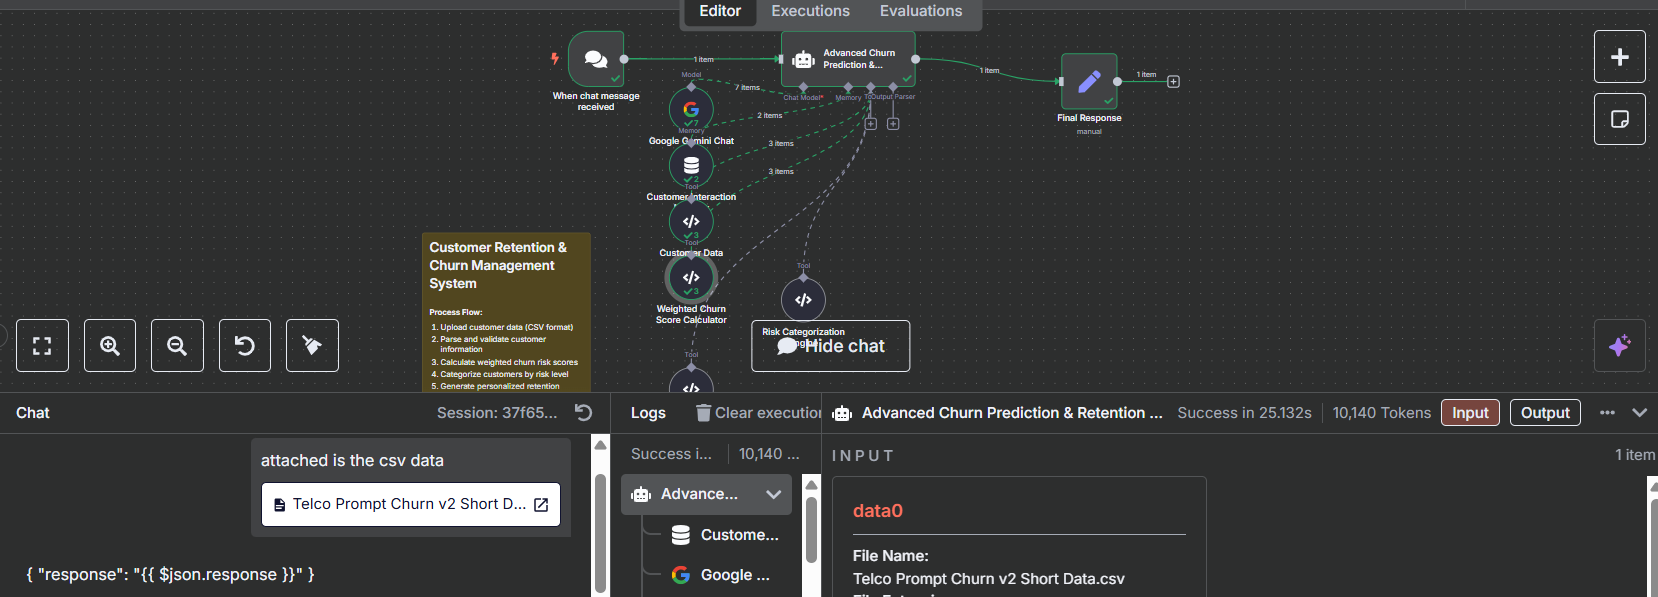 Editor
Executions
Evaluations
When chat message
received
1 item
Advanced Churn
Prediction &...
Chat Model*
Memory
Output Parser
1 item
Final Response
manual
1 item
Model
7 items
7
Google Gemini Chat
Memory
2 items
2
Customer Interaction
Tool
3 items
3
Customer Data
Tool
3 items
3
Weighted Churn
Score Calculator
Tool
Tool
Risk Categorization
Hide chat
Customer Retention &
Churn Management
System
Process Flow:
1. Upload customer data (CSV format)
2. Parse and validate customer
information
3. Calculate weighted churn risk scores
4. Categorize customers by risk level
5. Generate personalized retention
Chat
Session: 37f65...
attached is the csv data
Telco Prompt Churn v2 Short D...
{ "response": "{{ $json.response }}" }
Logs
Clear execution
Success i...
10,140 ...
Advance...
Custome...
Google ...
Advanced Churn Prediction & Retention ...
Success in 25.132s
10,140 Tokens
Input
Output
INPUT
1 item
data0
File Name:
Telco Prompt Churn v2 Short Data.csv